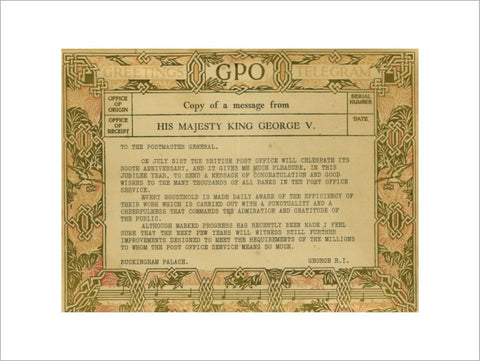 GREETINGS GPO TELEGRAM
OFFICE OF ORIGIN
Copy of a message from
SERIAL NUMBER
OFFICE OF RECEIPT
HIS MAJESTY KING GEORGE V.
DATE
TO THE POSTMASTER GENERAL.
ON JULY 31ST THE BRITISH POST OFFICE WILL CELEBRATE ITS
300TH ANNIVERSARY, AND IT GIVES ME MUCH PLEASURE, IN THIS
JUBILEE YEAR, TO SEND A MESSAGE OF CONGRATULATION AND GOOD
WISHES TO THE MANY THOUSANDS OF ALL RANKS IN THE POST OFFICE
SERVICE.
EVERY HOUSEHOLD IS MADE DAILY AWARE OF THE EFFICIENCY OF
THEIR WORK WHICH IS CARRIED OUT WITH A PUNCTUALITY AND A
CHEERFULNESS THAT COMMANDS THE ADMIRATION AND GRATITUDE OF
THE PUBLIC.
ALTHOUGH MARKED PROGRESS HAS RECENTLY BEEN MADE I FEEL
SURE THAT THE NEXT FEW YEARS WILL WITNESS STILL FURTHER
IMPROVEMENTS DESIGNED TO MEET THE REQUIREMENTS OF THE MILLIONS
TO WHOM THE POST OFFICE SERVICE MEANS SO MUCH.
BUCKINGHAM PALACE. GEORGE R.I.